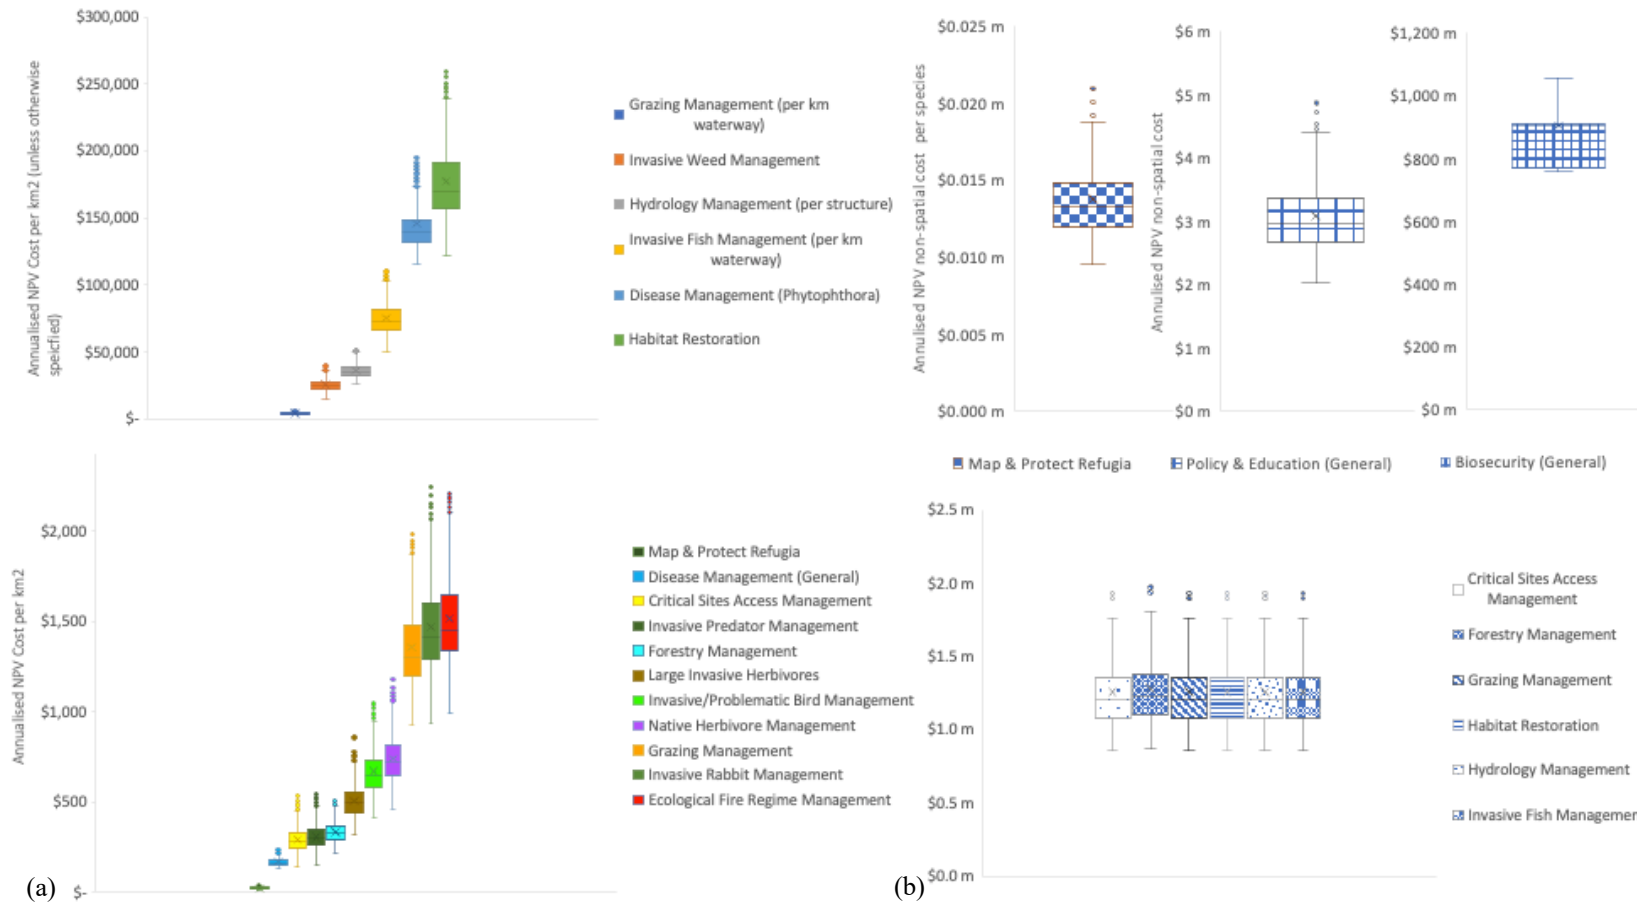 Annualised NPV Cost per km2 (unless otherwise
speicfied)
$300,000
$250,000
$200,000
$150,000
$100,000
$50,000
$-
Grazing Management (per km
waterway)
Invasive Weed Management
Hydrology Management (per structure)
Invasive Fish Management (per km
waterway)
Disease Management (Phytophthora)
Habitat Restoration
Annulised NPV non-spatial cost per species
$0.025 m
$0.020 m
$0.015 m
$0.010 m
$0.005 m
$0.000 m
Annulised NPV non-spatial cost
$6 m
$5 m
$4 m
$3 m
$2 m
$1 m
$0 m
$1,200 m
$1,000 m
$800 m
$600 m
$400 m
$200 m
$0 m
Map & Protect Refugia
Policy & Education (General)
Biosecurity (General)
Annualised NPV Cost per km2
$2,000
$1,500
$1,000
$500
$-
Map & Protect Refugia
Disease Management (General)
Critical Sites Access Management
Invasive Predator Management
Forestry Management
Large Invasive Herbivores
Invasive/Problematic Bird Management
Native Herbivore Management
Grazing Management
Invasive Rabbit Management
Ecological Fire Regime Management
(a)
$2.5 m
$2.0 m
$1.5 m
$1.0 m
$0.5 m
$0.0 m
Critical Sites Access
Management
Forestry Management
Grazing Management
Habitat Restoration
Hydrology Management
Invasive Fish Managemer
(b)